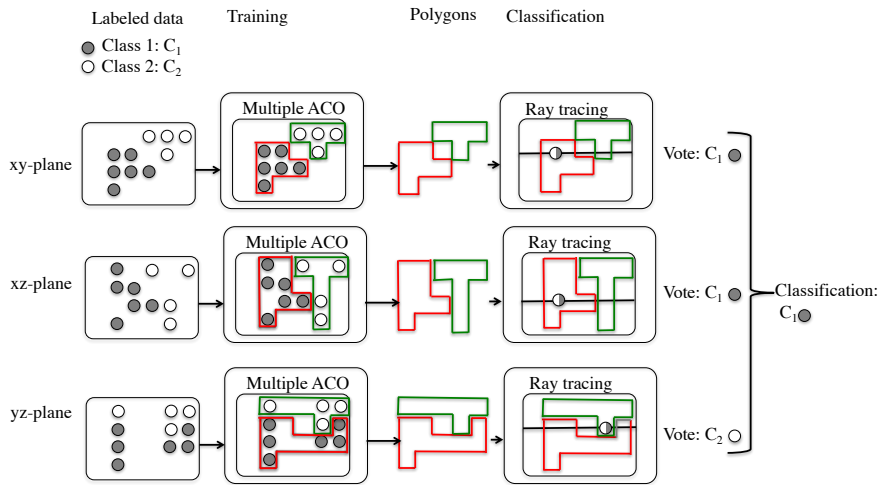 Labeled data Training Polygons Classification
Class 1: C1
Class 2: C2
Multiple ACO Ray tracing
xy-plane Vote: C1
Multiple ACO Ray tracing
xz-plane Vote: C1
Classification:
C1
Multiple ACO Ray tracing
yz-plane Vote: C2